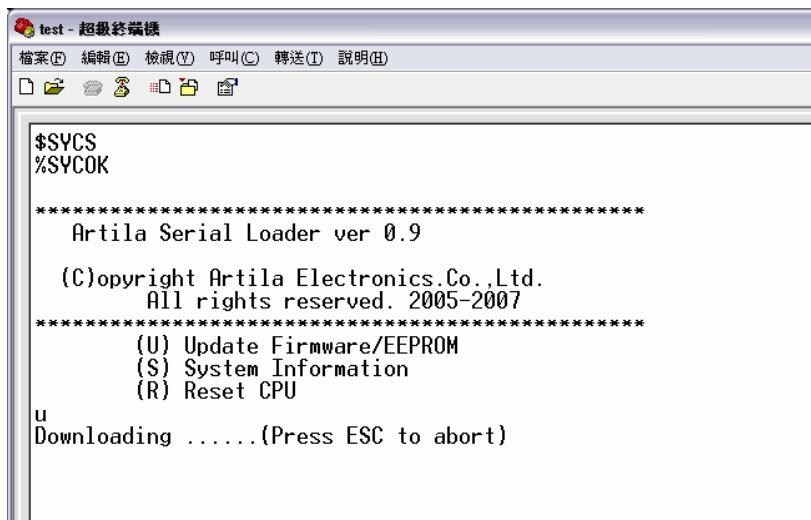 test - 超級終端機
檔案(F) 編輯(E) 檢視(V) 呼叫(C) 轉送(T) 說明(H)
$SYCS
%SYCOK
***************************************************
Artila Serial Loader ver 0.9
(C)opyright Artila Electronics.Co.,Ltd.
All rights reserved. 2005-2007
***************************************************
(U) Update Firmware/EEPROM
(S) System Information
(R) Reset CPU
u
Downloading ......(Press ESC to abort)